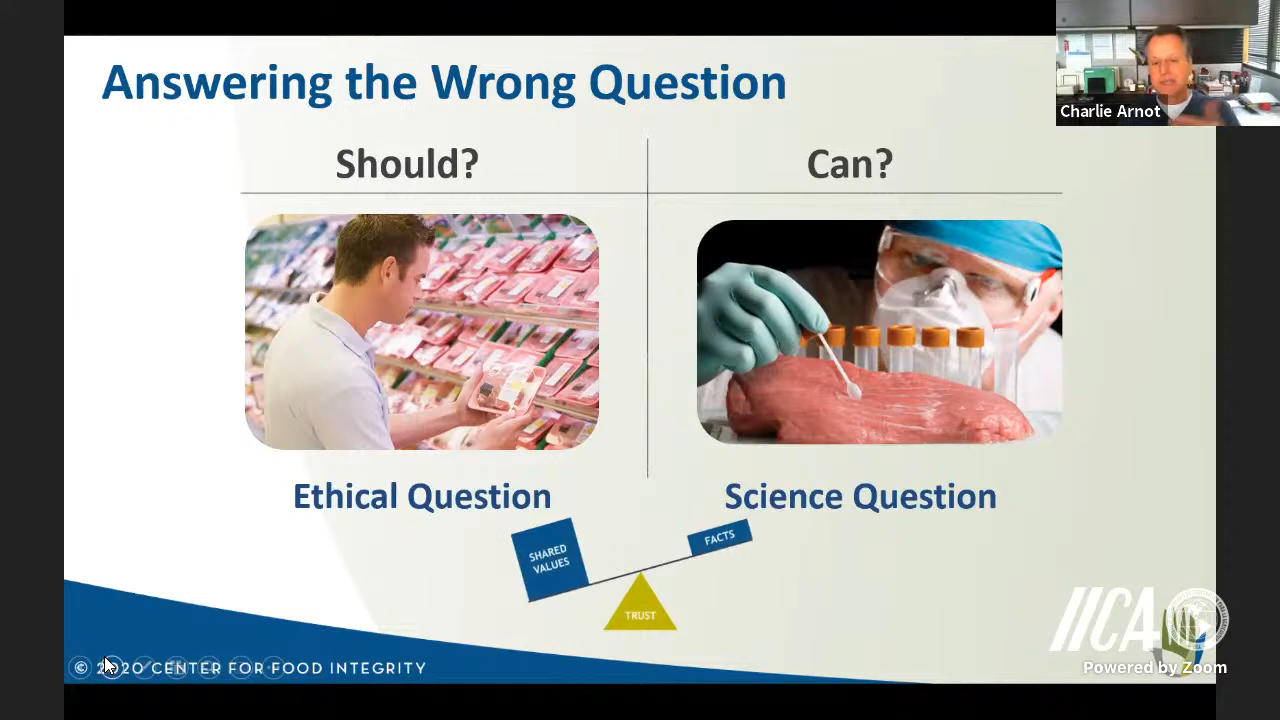 Answering the Wrong Question
Charlie Arnot
Should?
Can?
Ethical Question
Science Question
SHARED
VALUES
FACTS
TRUST
IICA
© 2020 CENTER FOR FOOD INTEGRITY
Powered by Zoom